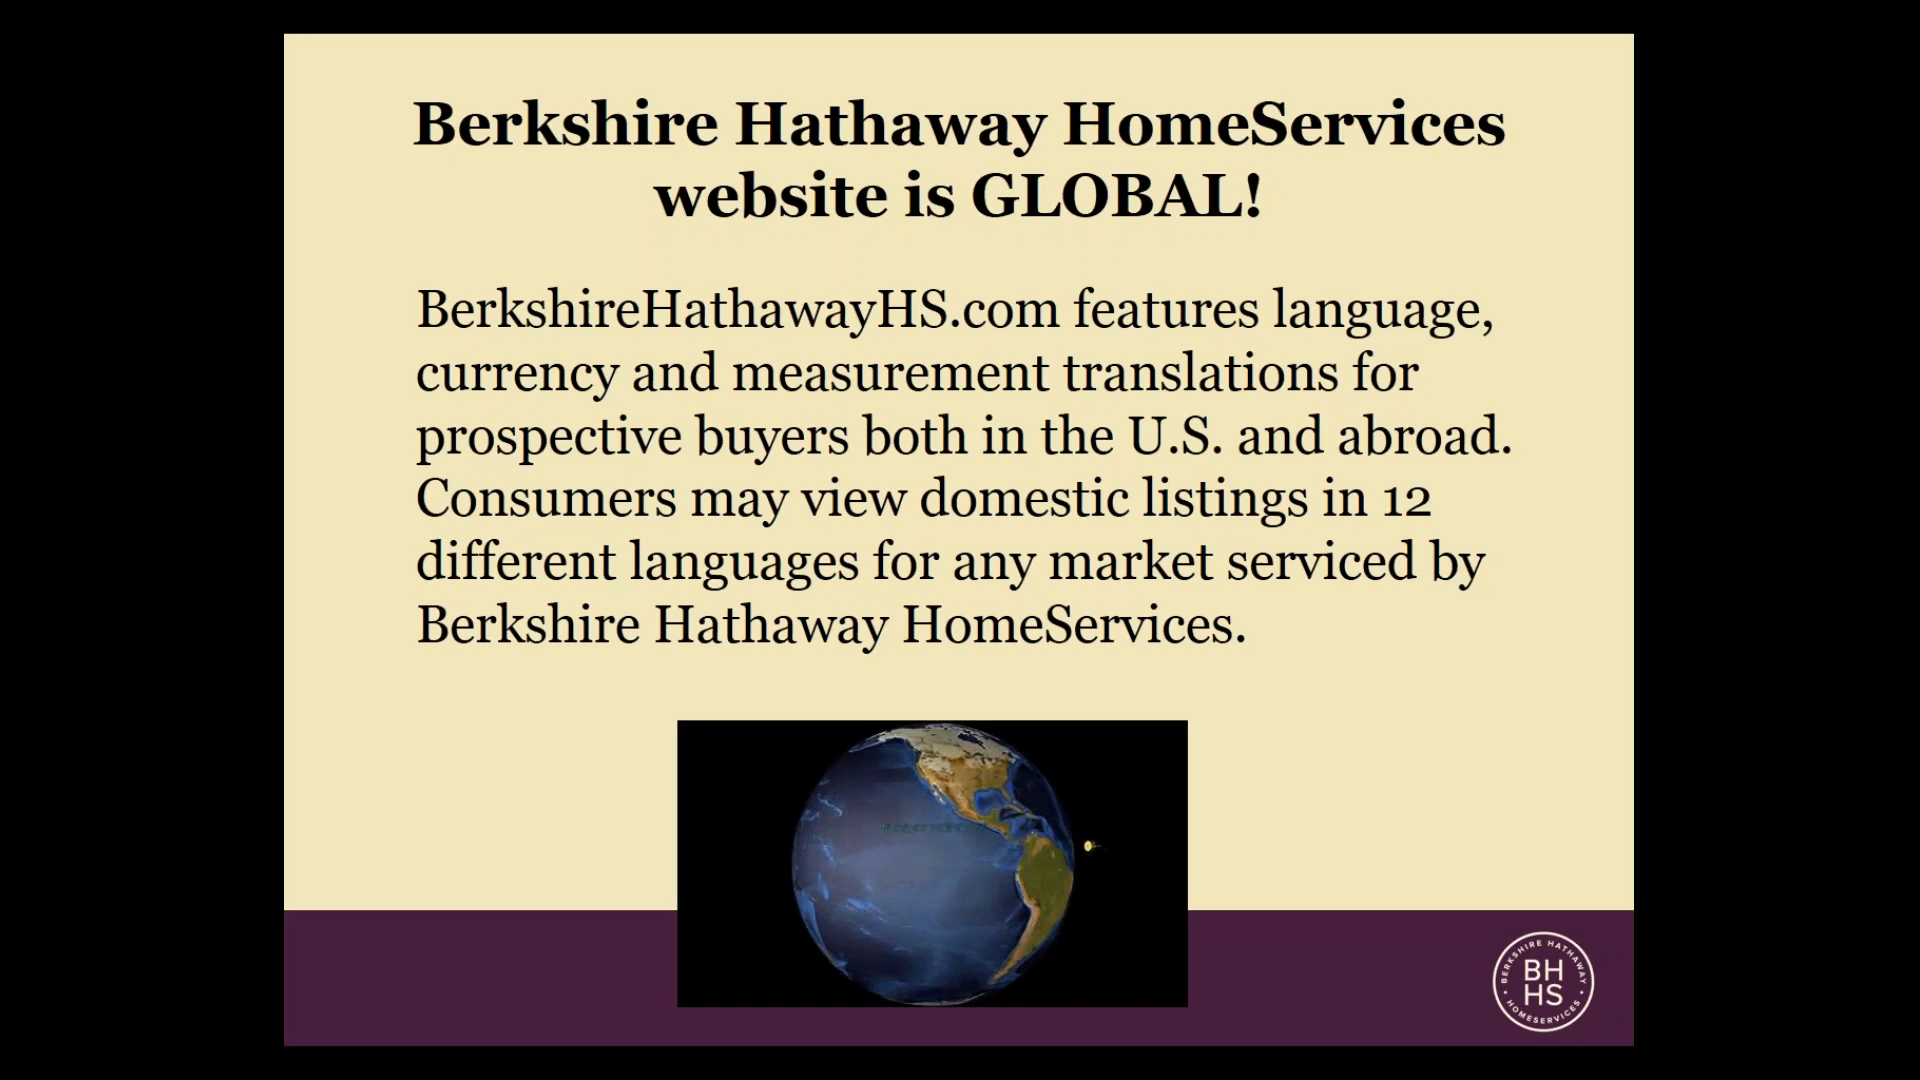 Berkshire Hathaway HomeServices
website is GLOBAL!
BerkshireHathawayHS.com features language,
currency and measurement translations for
prospective buyers both in the U.S. and abroad.
Consumers may view domestic listings in 12
different languages for any market serviced by
Berkshire Hathaway HomeServices.
BERKSHIRE HATHAWAY
BH
HS
HOMESERVICES